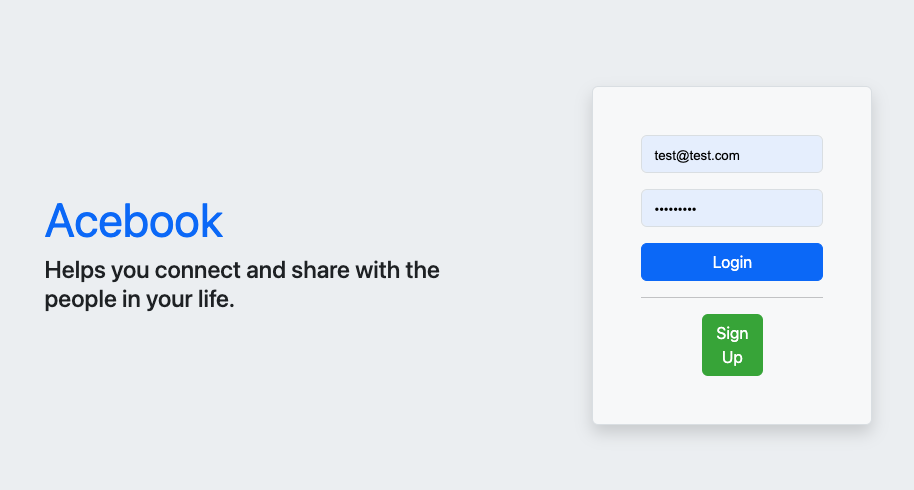 Acebook
Helps you connect and share with the
people in your life.
test@test.com
•••••••••
Login
Sign
Up